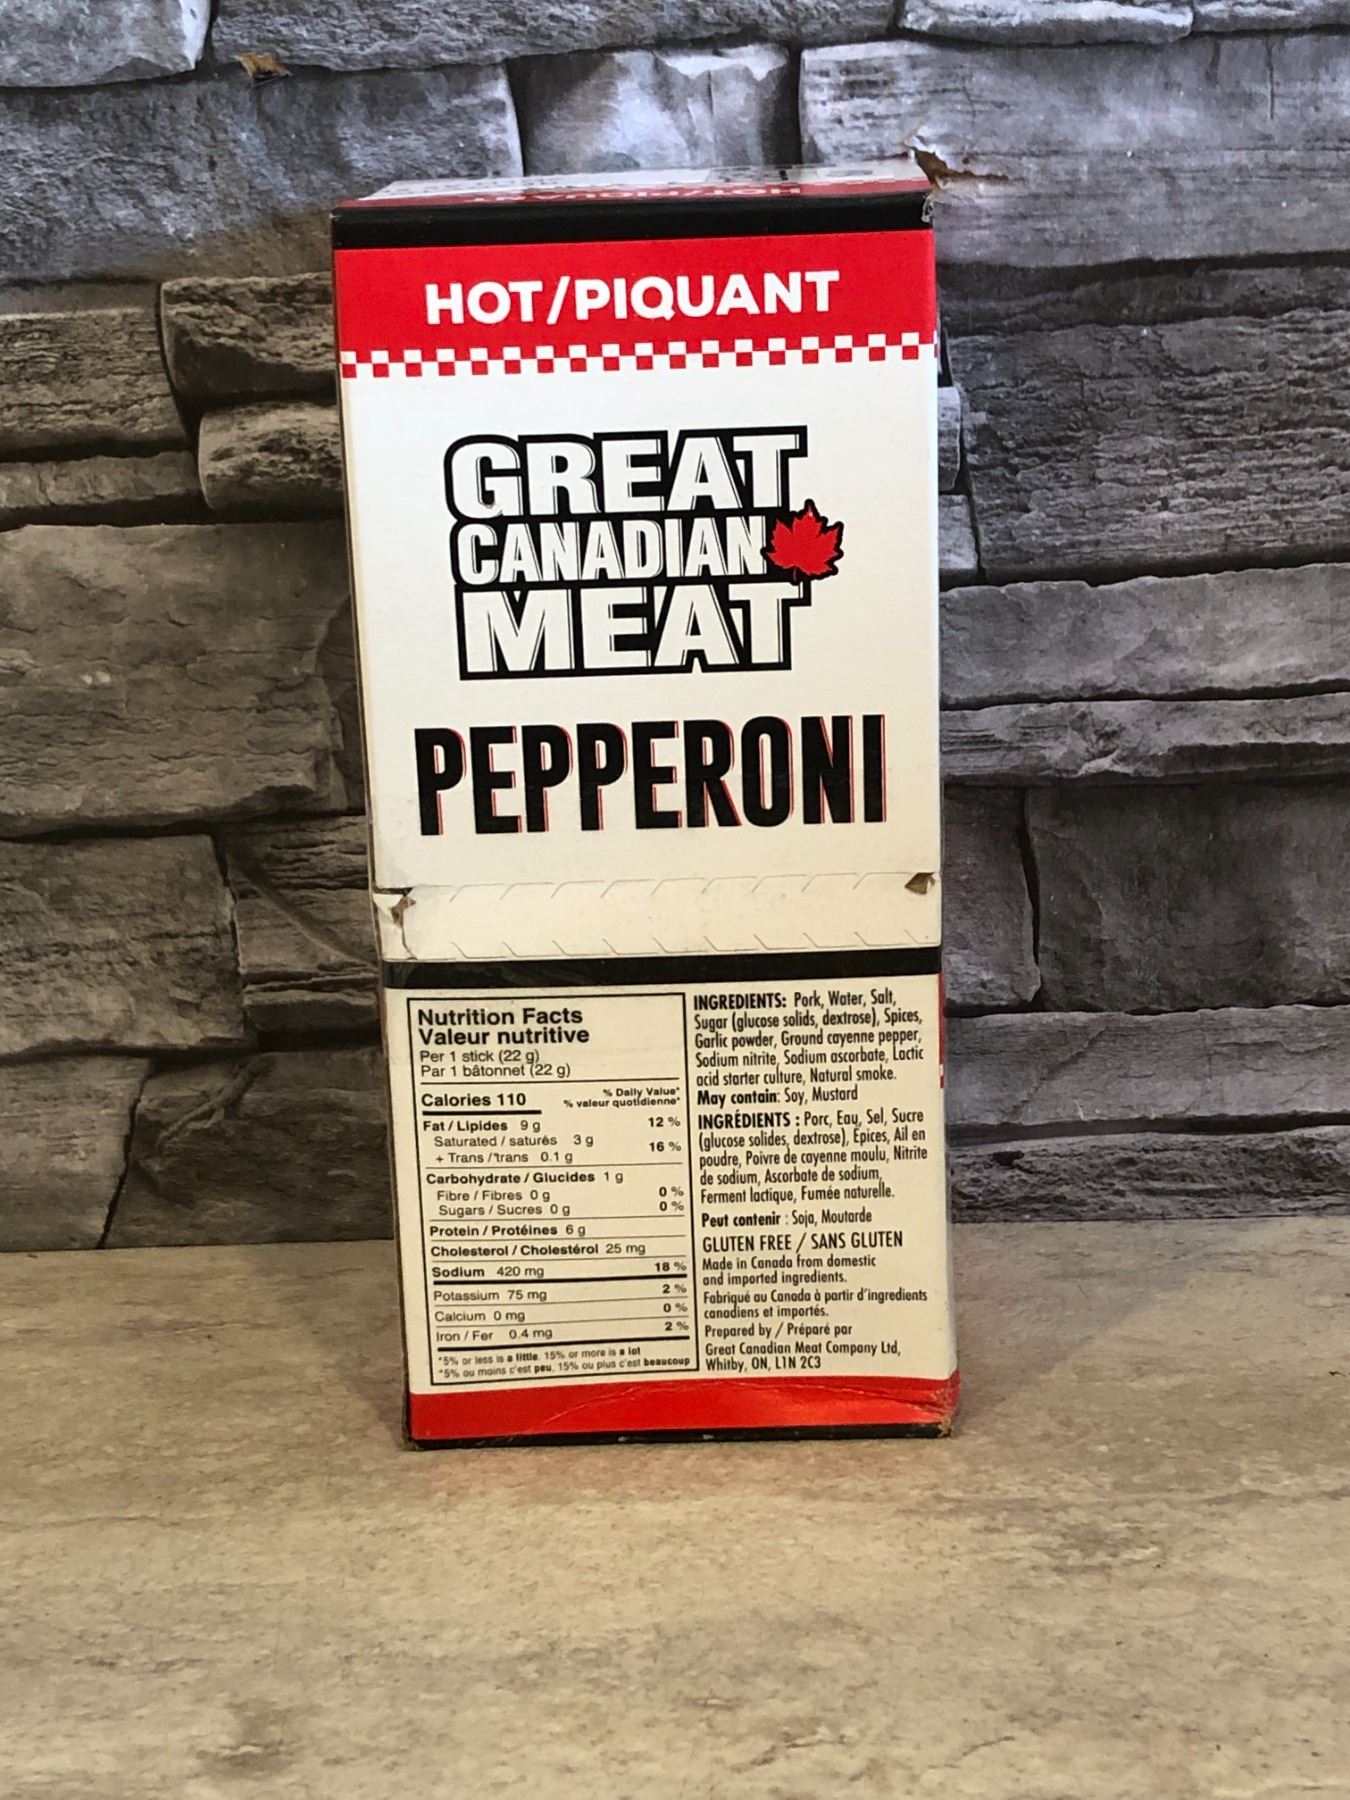 HOT/PIQUANT
GREAT
CANADIAN
MEAT
PEPPERONI
Nutrition Facts
Valeur nutritive
Per 1 stick (22 g)
Par 1 bâtonnet (22 g)
Calories 110
% Daily Value*
% valeur quotidienne*
Fat / Lipides 9 g 12 %
Saturated / saturés 3 g
+ Trans / trans 0.1 g 16 %
Carbohydrate / Glucides 1 g
Fibre / Fibres 0 g 0 %
Sugars / Sucres 0 g 0 %
Protein / Protéines 6 g
Cholesterol / Cholestérol 25 mg
Sodium 420 mg 18 %
Potassium 75 mg 2 %
Calcium 0 mg 0 %
Iron / Fer 0.4 mg 2 %
*5% or less is a little, 15% or more is a lot
*5% ou moins c'est peu, 15% ou plus c'est beaucoup
INGREDIENTS: Pork, Water, Salt,
Sugar (glucose solids, dextrose), Spices,
Garlic powder, Ground cayenne pepper,
Sodium nitrite, Sodium ascorbate, Lactic
acid starter culture, Natural smoke.
May contain: Soy, Mustard
INGRÉDIENTS : Porc, Eau, Sel, Sucre
(glucose solides, dextrose), Épices, Ail en
poudre, Poivre de cayenne moulu, Nitrite
de sodium, Ascorbate de sodium,
Ferment lactique, Fumée naturelle.
Peut contenir : Soja, Moutarde
GLUTEN FREE / SANS GLUTEN
Made in Canada from domestic
and imported ingredients.
Fabriqué au Canada à partir d'ingredients
canadiens et importés.
Prepared by / Préparé par
Great Canadian Meat Company Ltd,
Whitby, ON, L1N 2C3